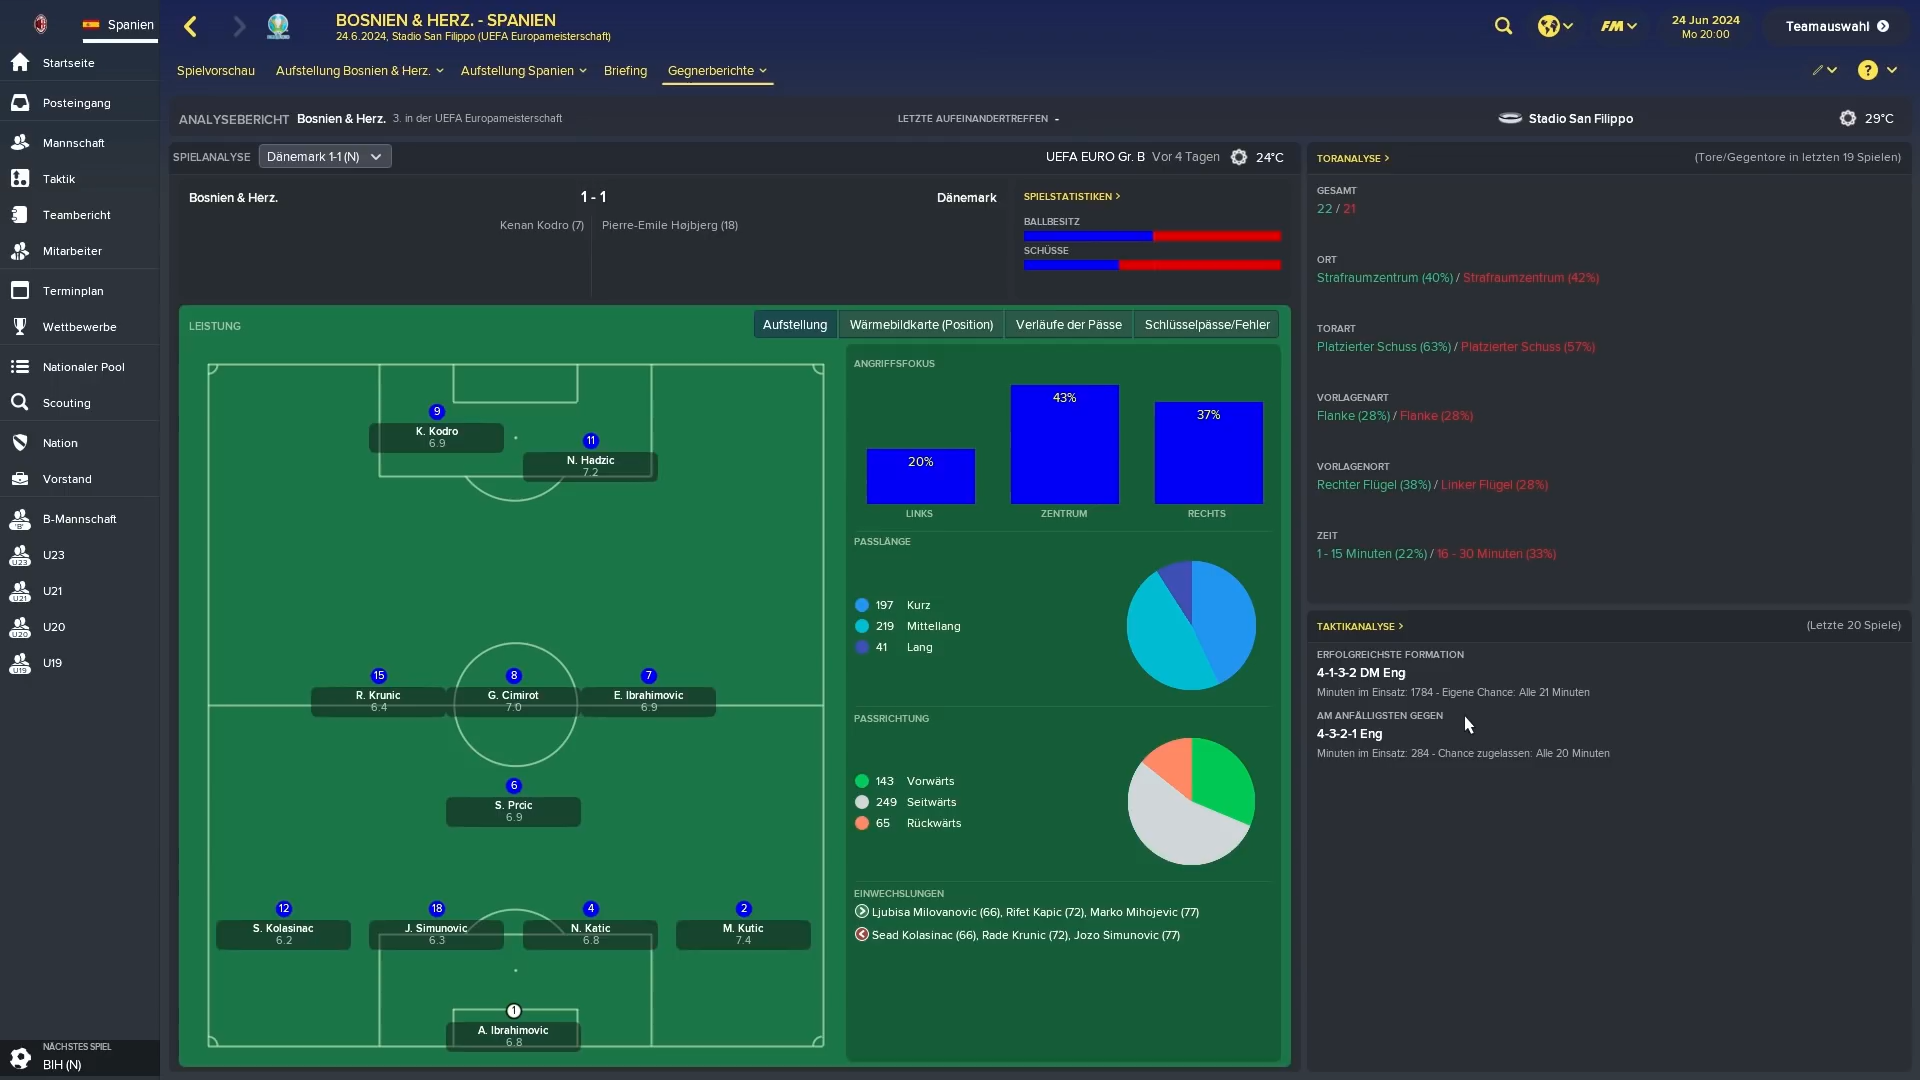 Spanien
BOSNIEN & HERZ. - SPANIEN
24.6.2024, Stadio San Filippo (UEFA Europameisterschaft)
FM
24 Jun 2024
Mo 20:00
Teamauswahl
Spielvorschau
Aufstellung Bosnien & Herz.
Aufstellung Spanien
Briefing
Gegnerberichte
?
Startseite
Posteingang
Mannschaft
Taktik
Teambericht
Mitarbeiter
Terminplan
Wettbewerbe
Nationaler Pool
Scouting
Nation
Vorstand
'B' B-Mannschaft
U23 U23
U21 U21
U20 U20
U19 U19
NÄCHSTES SPIEL
BIH (N)
ANALYSEBERICHT Bosnien & Herz. 3. in der UEFA Europameisterschaft
LETZTE AUFEINANDERTREFFEN -
Stadio San Filippo
29°C
SPIELANALYSE Dänemark 1-1 (N)
UEFA EURO Gr. B Vor 4 Tagen 24°C
Bosnien & Herz. 1 - 1 Dänemark
Kenan Kodro (7) Pierre-Emile Højbjerg (18)
SPIELSTATISTIKEN >
BALLBESITZ
SCHÜSSE
LEISTUNG
Aufstellung Wärmebildkarte (Position) Verläufe der Pässe Schlüsselpässe/Fehler
9
K. Kodro
6.9
11
N. Hadzic
7.2
15
R. Krunic
6.4
8
G. Cimirot
7.0
7
E. Ibrahimovic
6.9
6
S. Prcic
6.9
12
S. Kolasinac
6.2
18
J. Simunovic
6.3
4
N. Katic
6.8
2
M. Kutic
7.4
1
A. Ibrahimovic
6.8
ANGRIFFSFOKUS
20% 43% 37%
LINKS ZENTRUM RECHTS
PASSLÄNGE
197 Kurz
219 Mittellang
41 Lang
PASSRICHTUNG
143 Vorwärts
249 Seitwärts
65 Rückwärts
EINWECHSLUNGEN
Ljubisa Milovanovic (66), Rifet Kapic (72), Marko Mihojevic (77)
Sead Kolasinac (66), Rade Krunic (72), Jozo Simunovic (77)
TORANALYSE > (Tore/Gegentore in letzten 19 Spielen)
GESAMT
22 / 21
ORT
Strafraumzentrum (40%) / Strafraumzentrum (42%)
TORART
Platzierter Schuss (63%) / Platzierter Schuss (57%)
VORLAGENART
Flanke (28%) / Flanke (28%)
VORLAGENORT
Rechter Flügel (38%) / Linker Flügel (28%)
ZEIT
1 - 15 Minuten (22%) / 16 - 30 Minuten (33%)
TAKTIKANALYSE > (Letzte 20 Spiele)
ERFOLGREICHSTE FORMATION
4-1-3-2 DM Eng
Minuten im Einsatz: 1784 - Eigene Chance: Alle 21 Minuten
AM ANFÄLLIGSTEN GEGEN
4-3-2-1 Eng
Minuten im Einsatz: 284 - Chance zugelassen: Alle 20 Minuten